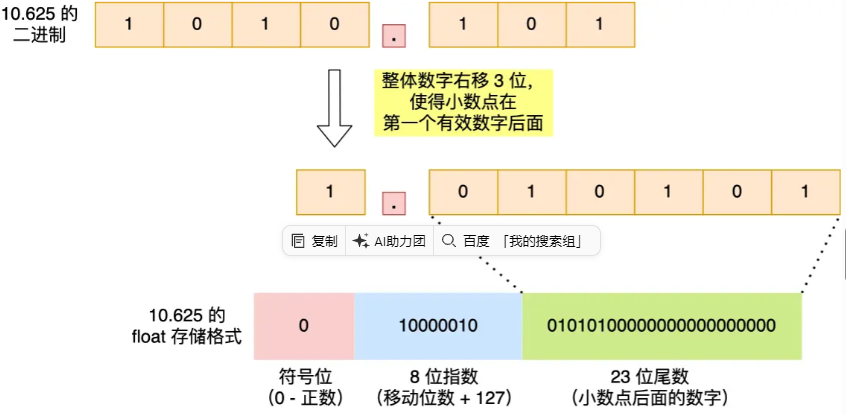 10.625 的
二进制
1 0 1 0 . 1 0 1
整体数字右移 3 位，
使得小数点在
第一个有效数字后面
1 . 0 1 0 1 0 1
复制 AI助力团 百度 「我的搜索组」
10.625 的
float 存储格式
0 10000010 01010100000000000000000
符号位 8 位指数 23 位尾数
（0 - 正数） （移动位数 + 127） （小数点后面的数字）